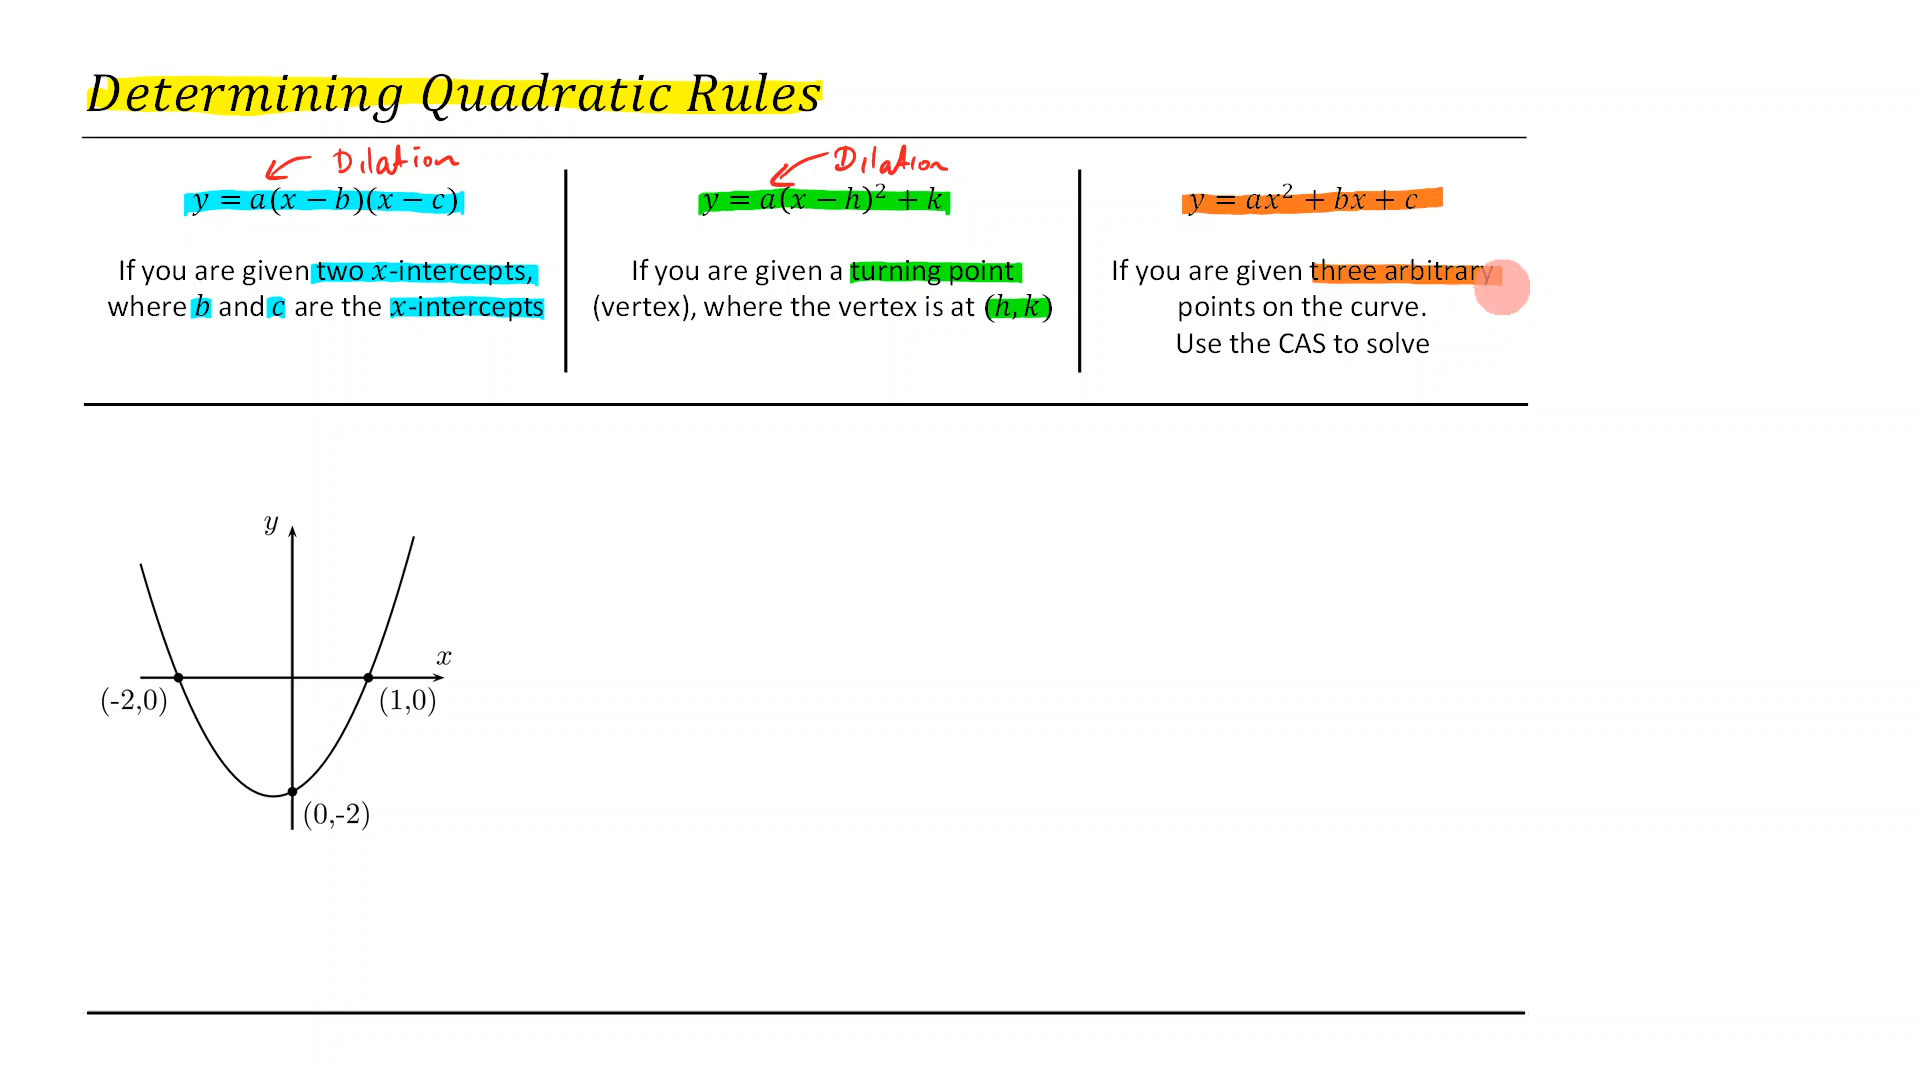 Determining Quadratic Rules
Dilation
y = a(x − b)(x − c)
If you are given two x-intercepts,
where b and c are the x-intercepts
Dilation
y = a(x − h)² + k
If you are given a turning point
(vertex), where the vertex is at (h, k)
y = ax² + bx + c
If you are given three arbitrary
points on the curve.
Use the CAS to solve
y
x
(-2,0)
(1,0)
(0,-2)